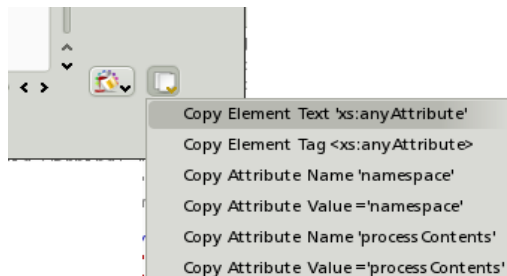 Copy Element Text 'xs:anyAttribute'
Copy Element Tag <xs:anyAttribute>
Copy Attribute Name 'namespace'
Copy Attribute Value ='namespace'
Copy Attribute Name 'processContents'
Copy Attribute Value ='processContents'